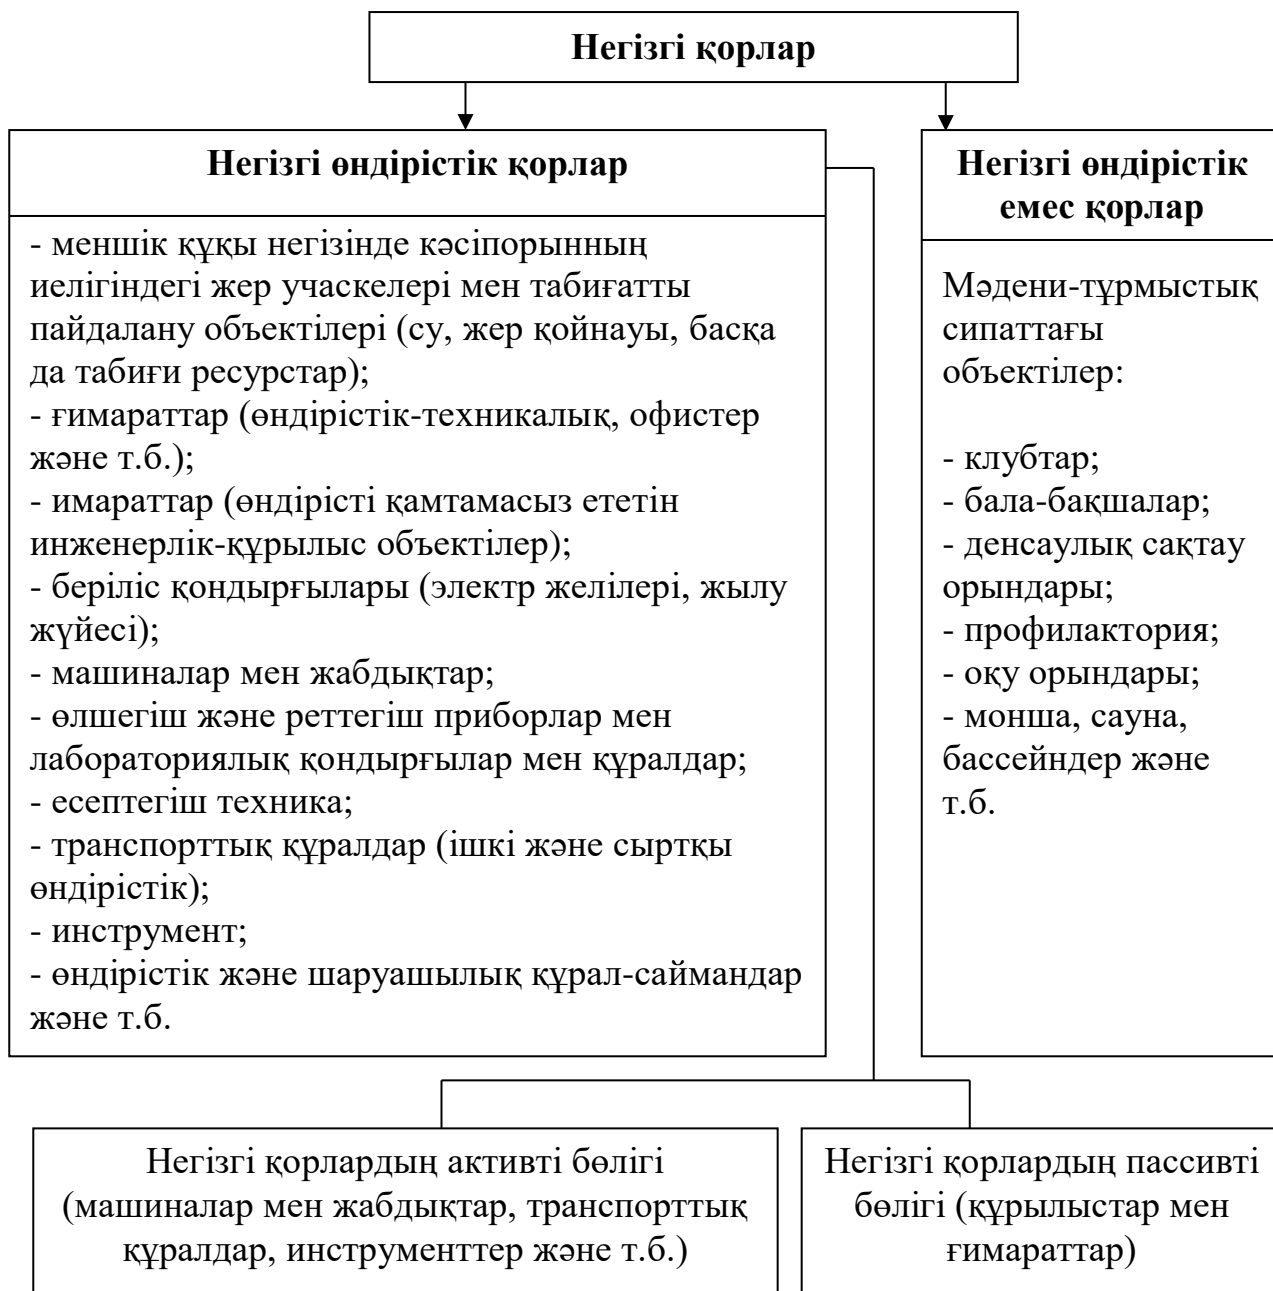 Негізгі қорлар
Негізгі өндірістік қорлар
- меншік құқы негізінде кәсіпорынның
иелігіндегі жер учаскелері мен табиғатты
пайдалану объектілері (су, жер қойнауы, басқа
да табиғи ресурстар);
- ғимараттар (өндірістік-техникалық, офистер
және т.б.);
- имараттар (өндірісті қамтамасыз ететін
инженерлік-құрылыс объектілер);
- беріліс қондырғылары (электр желілері, жылу
жүйесі);
- машиналар мен жабдықтар;
- өлшегіш және реттегіш приборлар мен
лабораториялық қондырғылар мен құралдар;
- есептегіш техника;
- транспорттық құралдар (ішкі және сыртқы
өндірістік);
- инструмент;
- өндірістік және шаруашылық құрал-саймандар
және т.б.
Негізгі өндірістік
емес қорлар
Мәдени-тұрмыстық
сипаттағы
объектілер:
- клубтар;
- бала-бақшалар;
- денсаулық сақтау
орындары;
- профилактория;
- оқу орындары;
- монша, сауна,
бассейндер және
т.б.
Негізгі қорлардың активті бөлігі
(машиналар мен жабдықтар, транспорттық
құралдар, инструменттер және т.б.)
Негізгі қорлардың пассивті
бөлігі (құрылыстар мен
ғимараттар)